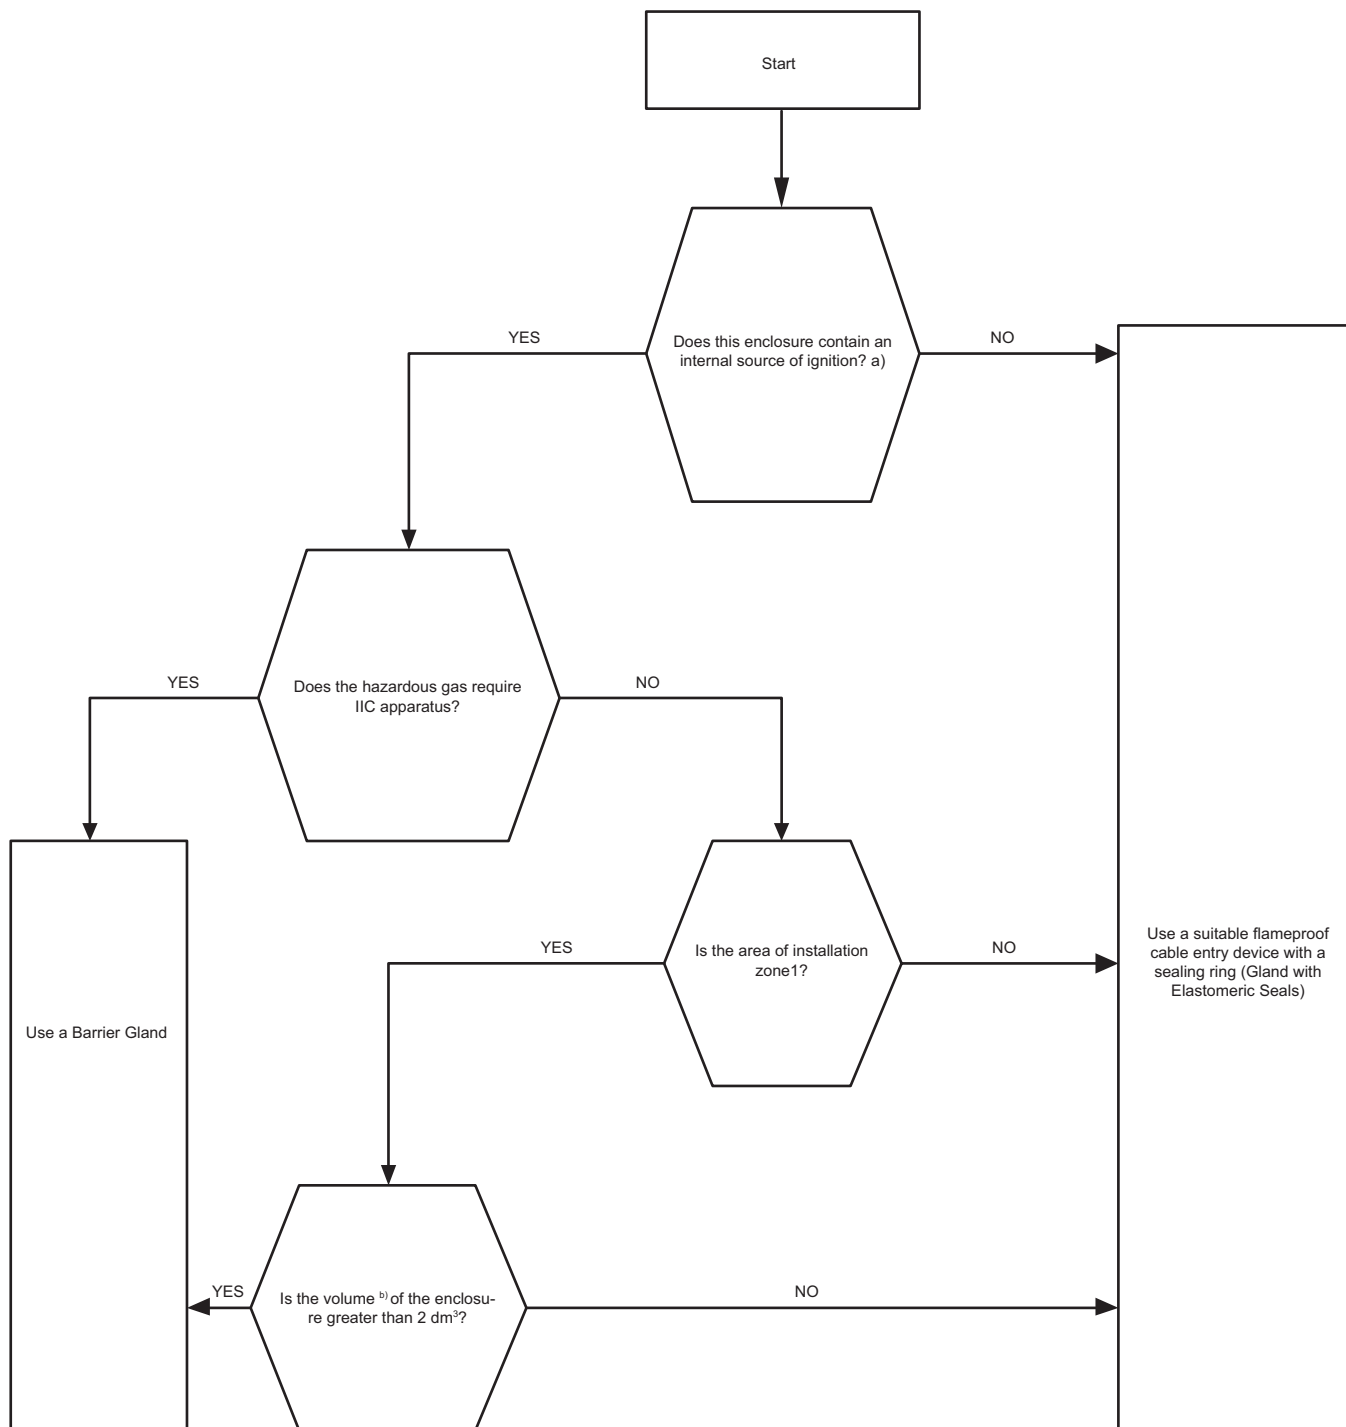 Start
YES
Does this enclosure contain an
internal source of ignition? a)
NO
YES
Does the hazardous gas require
IIC apparatus?
NO
YES
Is the area of installation
zone1?
NO
Use a suitable flameproof
cable entry device with a
sealing ring (Gland with
Elastomeric Seals)
Use a Barrier Gland
YES
Is the volume ᵇ⁾ of the enclosu-
re greater than 2 dm³?
NO